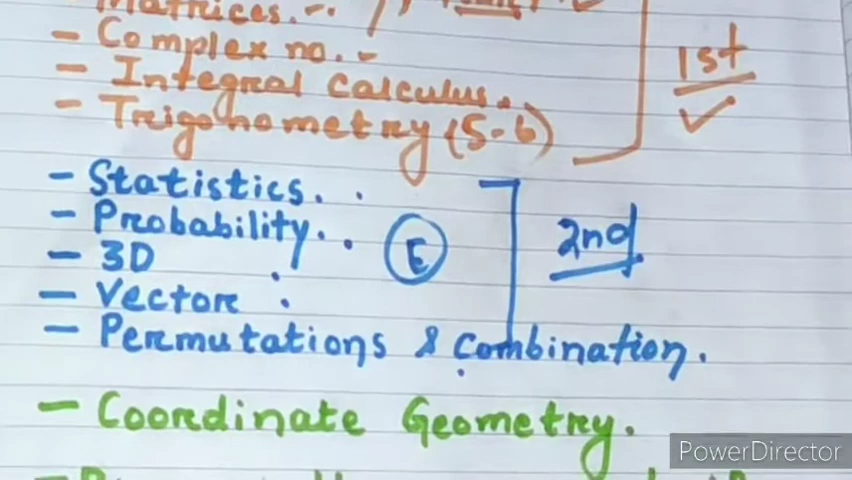 Matrices.
- Complex no. -
- Integral calculus.
- Trigonometry (5-6)
1st
- Statistics. .
- Probability. .
- 3D
- Vector :
- Permutations & Combination.
E
2nd
- Coordinate Geometry.
PowerDirector